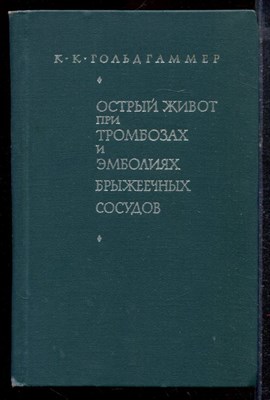 К·К·ГОЛЬДГАММЕР
ОСТРЫЙ ЖИВОТ
ПРИ
ТРОМБОЗАХ
И
ЭМБОЛИЯХ
БРЫЖЕЕЧНЫХ
СОСУДОВ